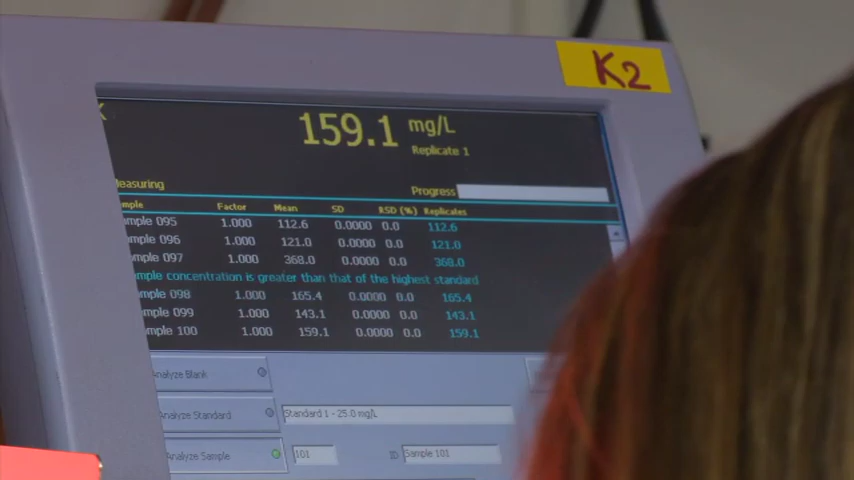 K2
K
159.1 mg/L
Replicate 1
Measuring
Progress
mple Factor Mean SD RSD (%) Replicates
ample 095 1.000 112.6 0.0000 0.0 112.6
ample 096 1.000 121.0 0.0000 0.0 121.0
ample 097 1.000 368.0 0.0000 0.0 368.0
mple concentration is greater than that of the highest standard
mple 098 1.000 165.4 0.0000 0.0 165.4
mple 099 1.000 143.1 0.0000 0.0 143.1
ample 100 1.000 159.1 0.0000 0.0 159.1
Analyze Blank
Analyze Standard Standard 1 - 25.0 mg/L
Analyze Sample 101 ID Sample 101